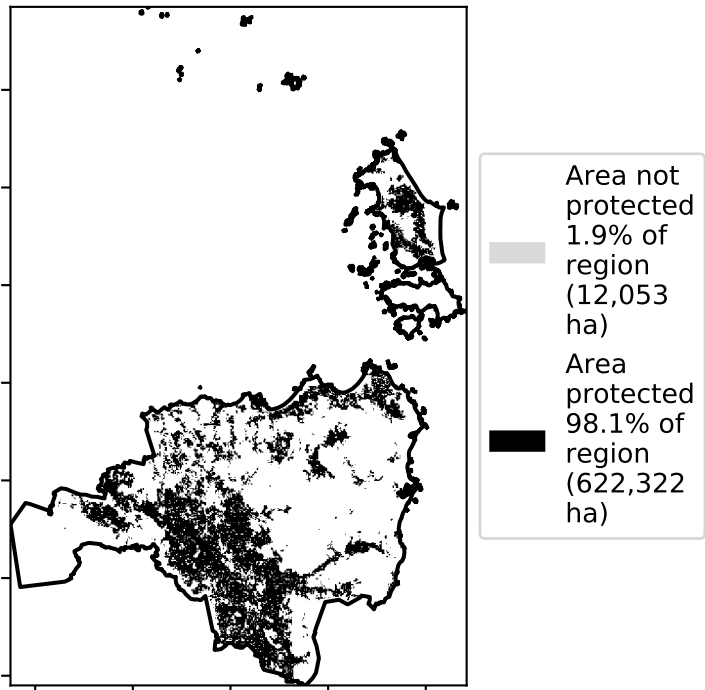 Area not
protected
1.9% of
region
(12,053
ha)
Area
protected
98.1% of
region
(622,322
ha)